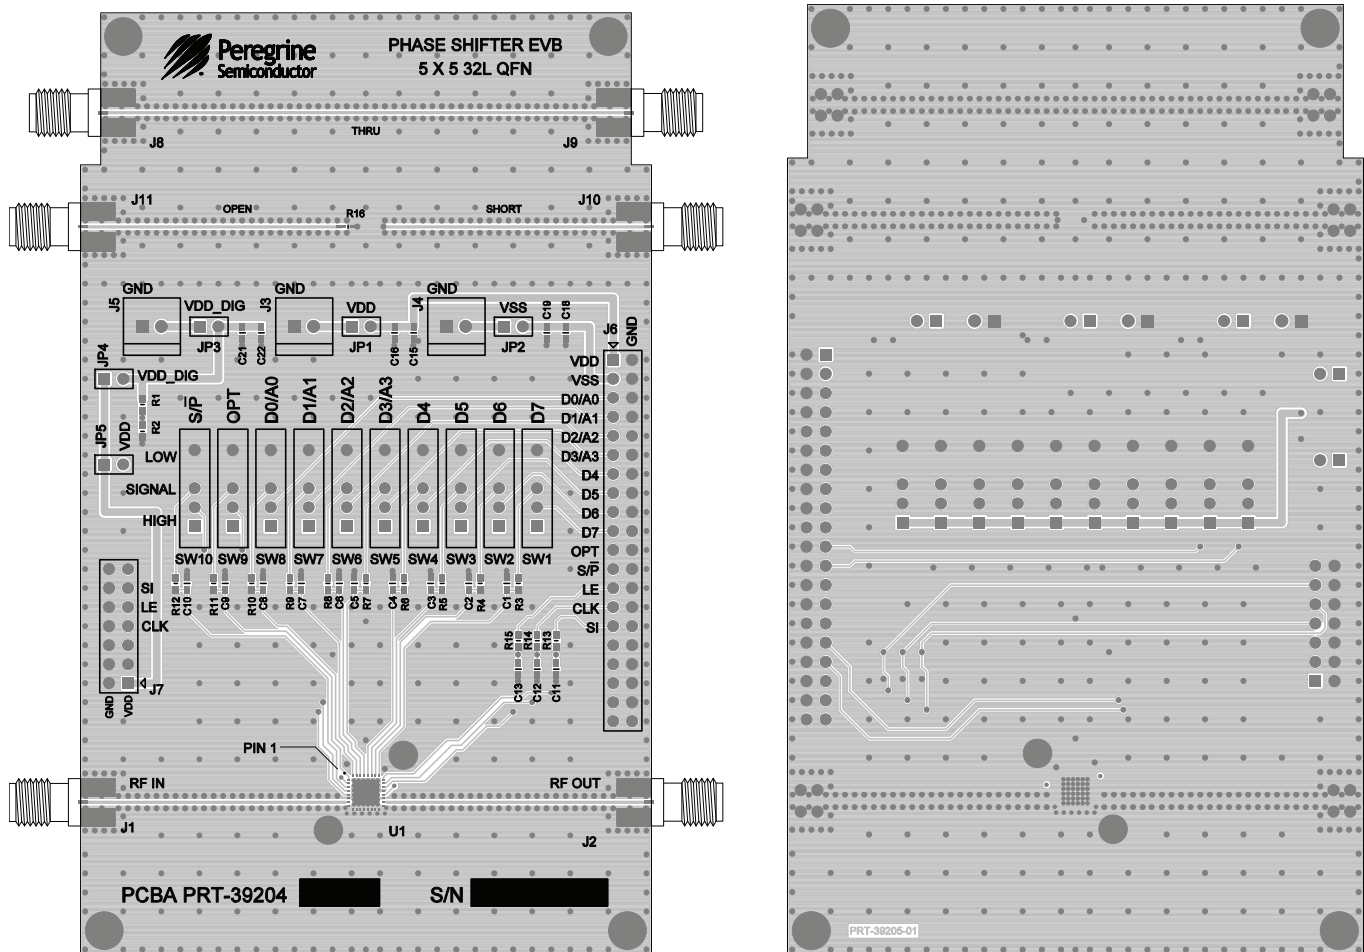 Peregrine
Semiconductor
PHASE SHIFTER EVB
5 X 5 32L QFN
THRU
J8
J9
J11
J10
OPEN
R16
SHORT
GND
GND
GND
J5
J3
J4
VDD_DIG
VDD
VSS
C19
C18
J6
GND
JP3
C21
C22
JP1
C16
C15
JP2
JP4
VDD_DIG
R1
R2
JP5
VDD
VDD
VSS
D0/A0
D1/A1
D2/A2
D3/A3
D4
D5
D6
D7
OPT
S/P
LE
CLK
SI
S/P
OPT
D0/A0
D1/A1
D2/A2
D3/A3
D4
D5
D6
D7
LOW
SIGNAL
HIGH
SW10 SW9 SW8 SW7 SW6 SW5 SW4 SW3 SW2 SW1
R12 C10 R11 C9 R10 C8 R9 C7 R8 C6 C5 R7 C4 R6 C3 R5 C2 R4 C1 R3
SI
LE
CLK
R15
R14
R13
C13
C12
C11
J7
GND
VDD
PIN 1
RF IN
RF OUT
J1
U1
J2
PCBA PRT-39204
S/N
PRT-39205-01